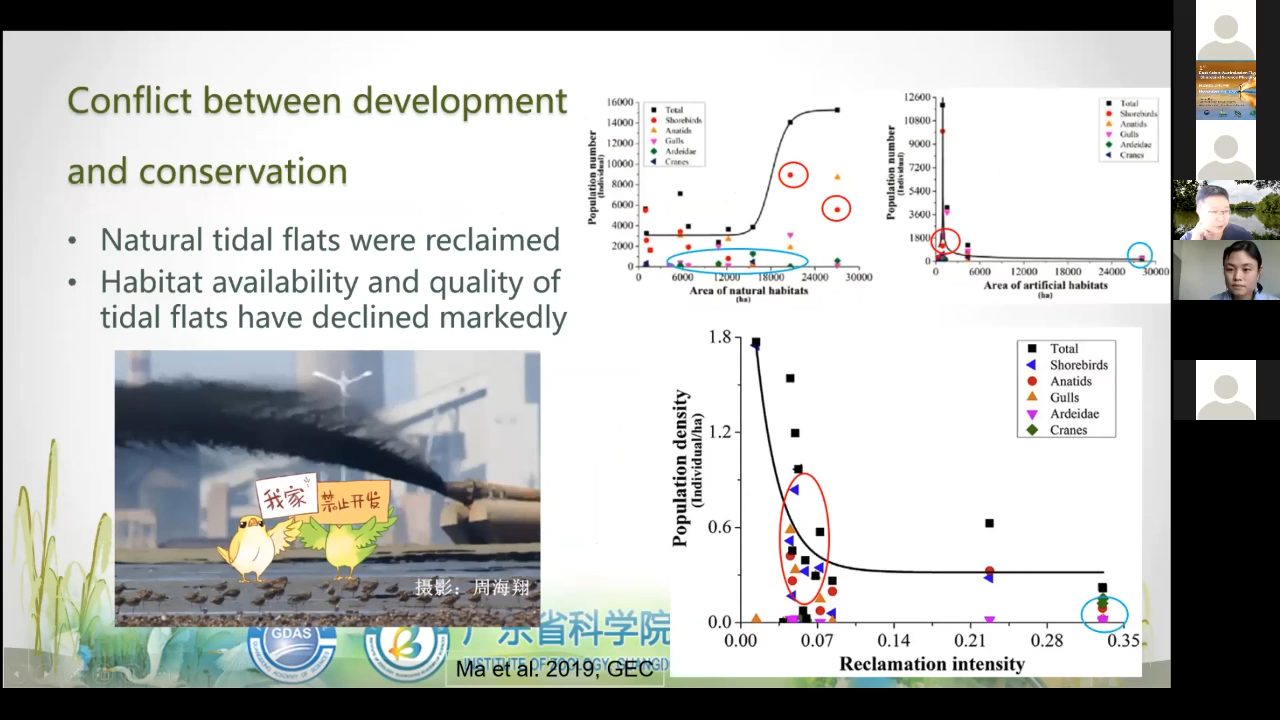 Conflict between development
and conservation
• Natural tidal flats were reclaimed
• Habitat availability and quality of
tidal flats have declined markedly
我家
禁止开发
摄影：周海翔
GDAS
广东省科学院
INSTITUTE OF ZOOLOGY, GUANGD
Ma et al. 2019, GEC
16000
14000
12000
10000
8000
6000
4000
2000
0
Population number
(Individual)
Total
Shorebirds
Anatids
Gulls
Ardeidae
Cranes
0 6000 12000 18000 24000 30000
Area of natural habitats
(ha)
12600
10800
9000
7200
5400
3600
1800
0
Population number
(Individual)
Total
Shorebirds
Anatids
Gulls
Ardeidae
Cranes
0 6000 12000 18000 24000 30000
Area of artificial habitats
(ha)
1.8
1.2
0.6
0.0
Population density
(Individual/ha)
Total
Shorebirds
Anatids
Gulls
Ardeidae
Cranes
0.00 0.07 0.14 0.21 0.28 0.35
Reclamation intensity